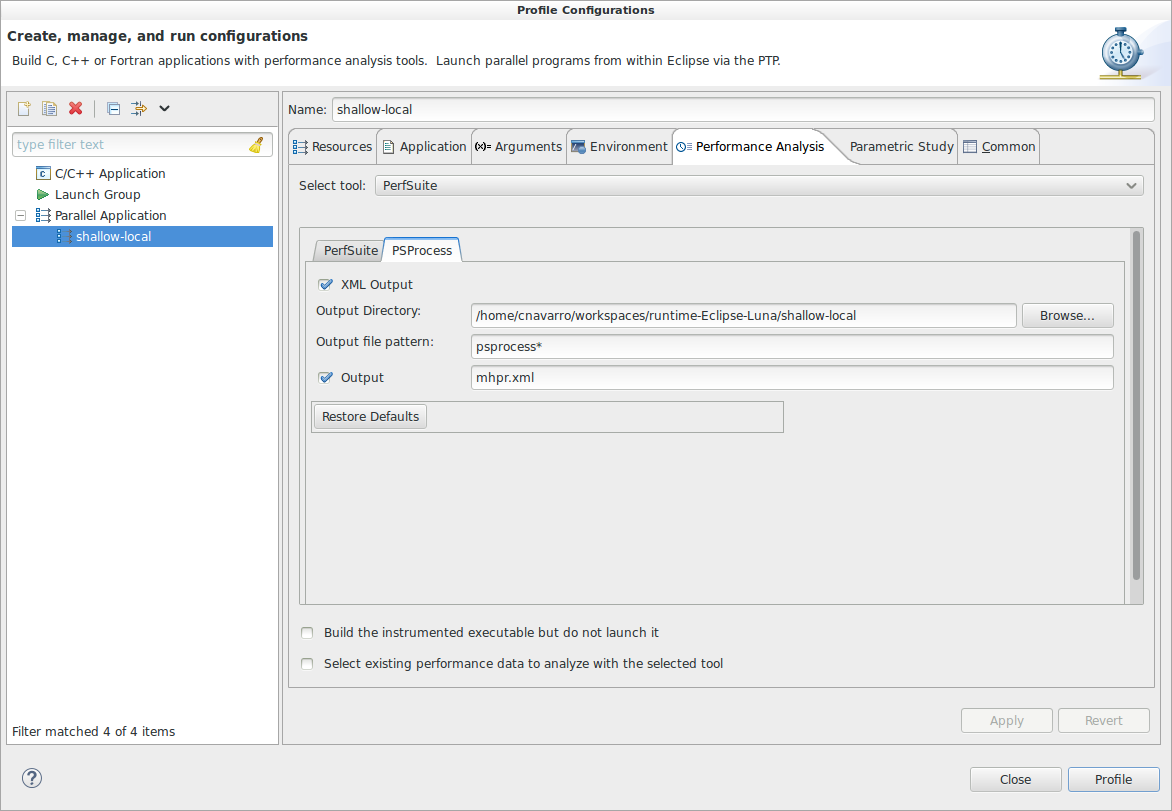 Profile Configurations
Create, manage, and run configurations
Build C, C++ or Fortran applications with performance analysis tools.  Launch parallel programs from within Eclipse via the PTP.
type filter text
C/C++ Application
Launch Group
Parallel Application
shallow-local
Filter matched 4 of 4 items
Name: shallow-local
Resources Application Arguments Environment Performance Analysis Parametric Study Common
Select tool: PerfSuite
PerfSuite PSProcess
XML Output
Output Directory: /home/cnavarro/workspaces/runtime-Eclipse-Luna/shallow-local Browse...
Output file pattern: psprocess*
Output mhpr.xml
Restore Defaults
Build the instrumented executable but do not launch it
Select existing performance data to analyze with the selected tool
Apply Revert
? Close Profile